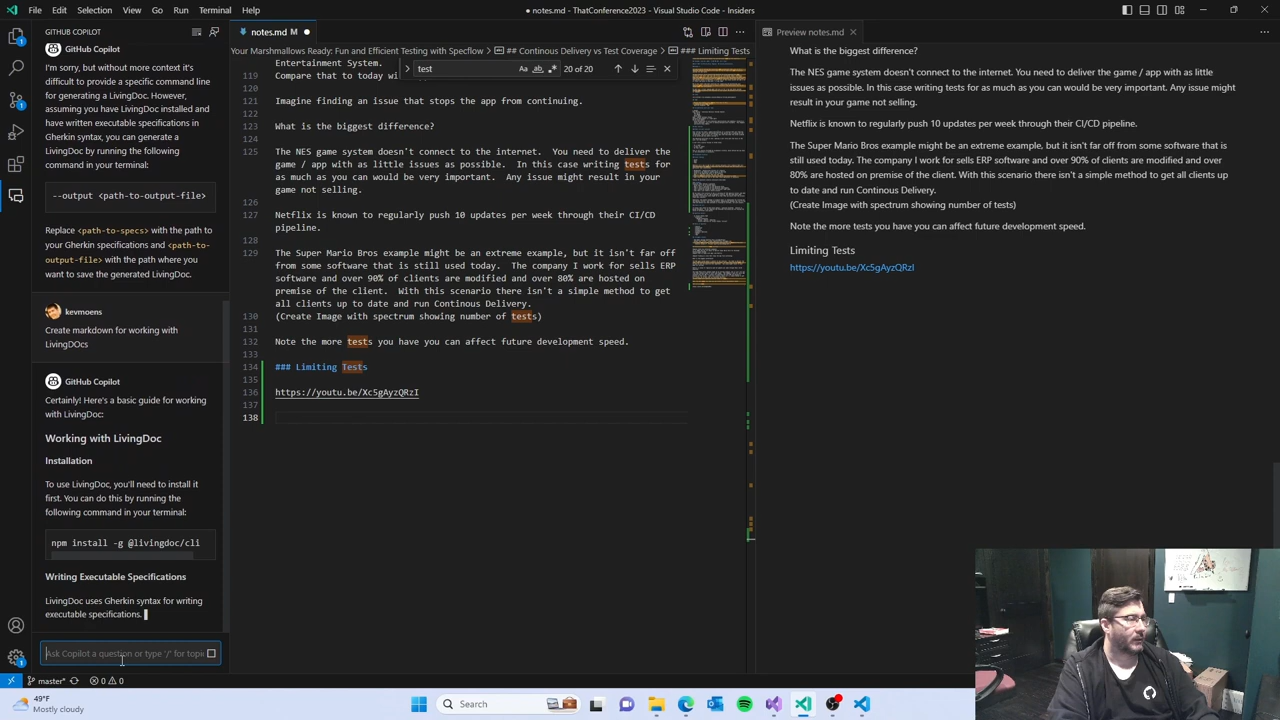 File Edit Selection View Go Run Terminal Help
notes.md - ThatConference2023 - Visual Studio Code - Insiders
GITHUB COPILOT
GitHub Copilot
I'm sorry, but without more context it's
difficult to provide a specific command
for generating
you have
written executable specifications in
Gherkin syntax you can generate a
LivingDoc by running the following
command in your terminal:
--output <path-to-output-
Replace <path-to-specs> with the path to
your Gherkin specifications and <path-to-
output-file> with the path where you
want to save the generated LivingDoc.
kevmoens
Create markdown for working with
LivingDOcs
GitHub Copilot
Certainly! Here's a basic guide for working
with LivingDoc:
Working with LivingDoc
Installation
To use LivingDoc, you'll need to install it
first. You can do this by running the
following command in your terminal:
npm install -g @livingdoc/cli
Writing Executable Specifications
LivingDoc uses Gherkin syntax for writing
executable specifications.
Ask Copilot a question or type '/' for topic
notes.md
Your Marshmallows Ready: Fun and Efficient Testing with Specflow > ## Continous Delivery vs Test Coverage > ### Limiting Tests
Entertainment System.
20 of 20
119
120
121 finding an issue that stops the app from continuing.
122
123 What is the biggest difference?
124
125 The NES game system doesn't connect to the internet. You need to deliver the
game / app with as little issues as possible. In this case writing tests for
as much as you can would be very important. Any issue might result in your
game not selling.
126
127 Netflix is known to regularly push 10 updates per week through their CI/CD
pipeline.
128
129 The Super Mario Bros example might be an extreme example, but it isn't far off
from some software that is still used today. The company I work for sells ERP
software and over 90% of clients are modified and over 80% are hosted on
premise of the client. With this scenario there isn't a simple method to get
all clients up to date and run Continous Delivery.
130 (Create Image with spectrum showing number of tests)
131
132 Note the more tests you have you can affect future development speed.
133
134 ### Limiting Tests
135
136 https://youtu.be/Xc5gAyzQRzI
137
138
Preview notes.md
What is the biggest difference?
The NES game system doesn't connect to the internet. You need to deliver the game / app with as little
issues as possible. In this case writing tests for as much as you can would be very important. Any issue might
result in your game not selling.
Netflix is known to regularly push 10 updates per week through their CI/CD pipeline.
The Super Mario Bros example might be an extreme example, but it isn't far off from some software that is
still used today. The company I work for sells ERP software and over 90% of clients are modified and over
80% are hosted on premise of the client. With this scenario there isn't a simple method to get all clients up
to date and run Continous Delivery.
(Create Image with spectrum showing number of tests)
Note the more tests you have you can affect future development speed.
Limiting Tests
https://youtu.be/Xc5gAyzQRzI
master* 0 0
49°F
Mostly cloudy
Search